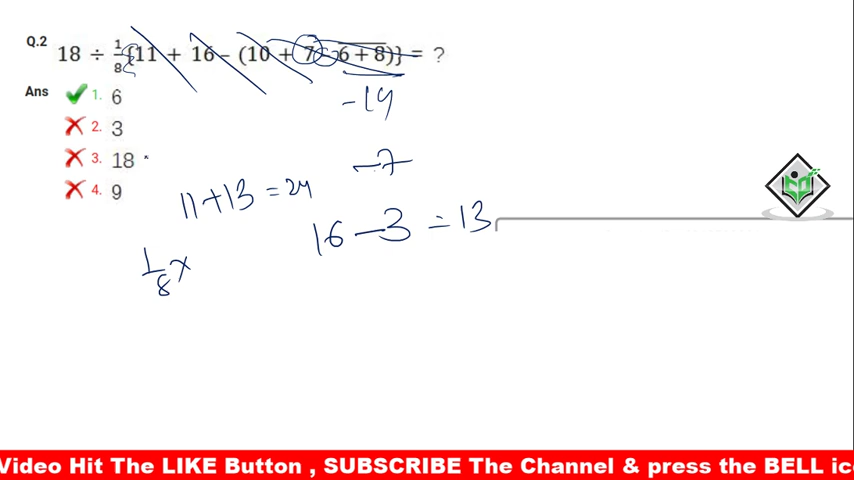 Q.2 18 ÷ 1/8{11 + 16 − (10 + 7 − 6 + 8)} = ?
Ans 1. 6
2. 3
3. 18
4. 9
-14
-7
11+13 = 24
16 - 3 = 13
1/8 x
Video Hit The LIKE Button , SUBSCRIBE The Channel & press the BELL ico